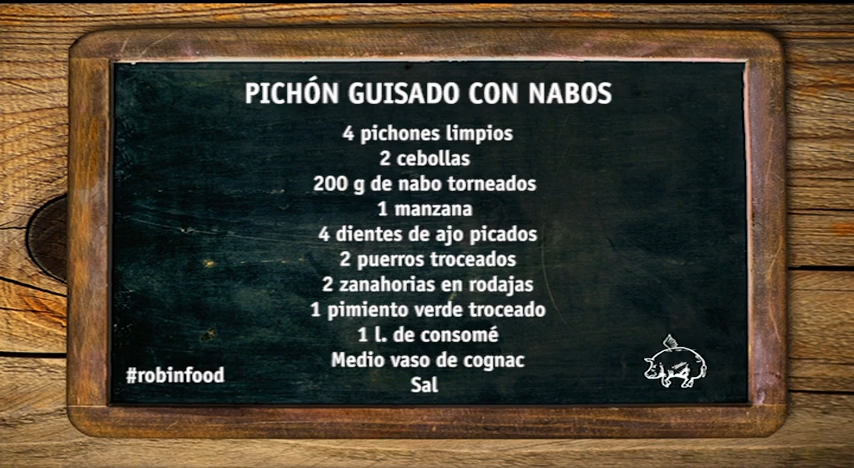 PICHÓN GUISADO CON NABOS
4 pichones limpios
2 cebollas
200 g de nabo torneados
1 manzana
4 dientes de ajo picados
2 puerros troceados
2 zanahorias en rodajas
1 pimiento verde troceado
1 l. de consomé
Medio vaso de cognac
Sal
#robinfood